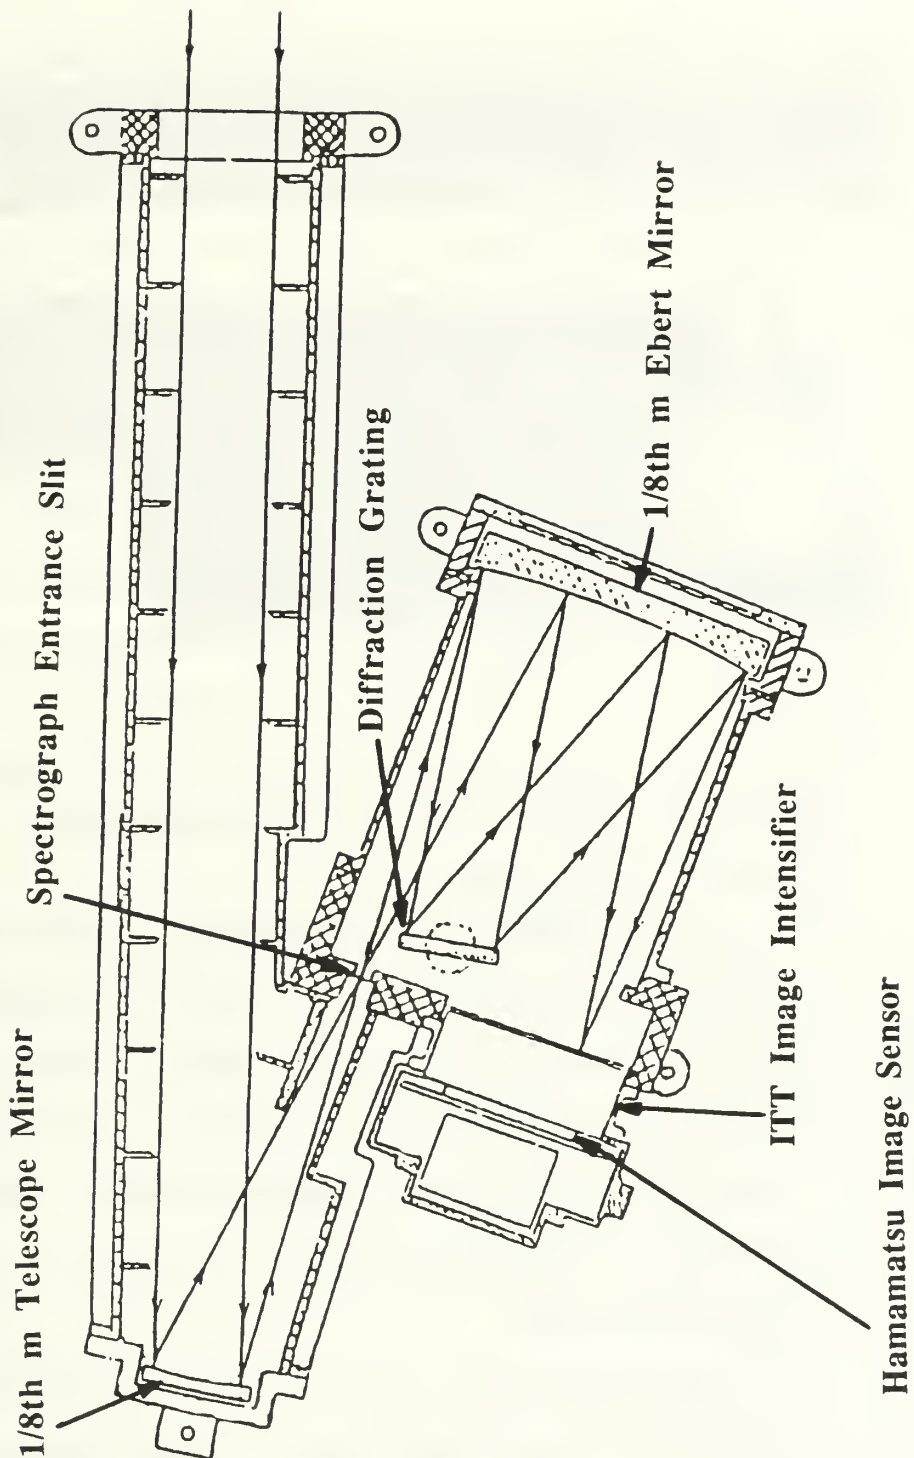 1/8th m Telescope Mirror
Spectrograph Entrance Slit
Diffraction Grating
1/8th m Ebert Mirror
ITT Image Intensifier
Hamamatsu Image Sensor